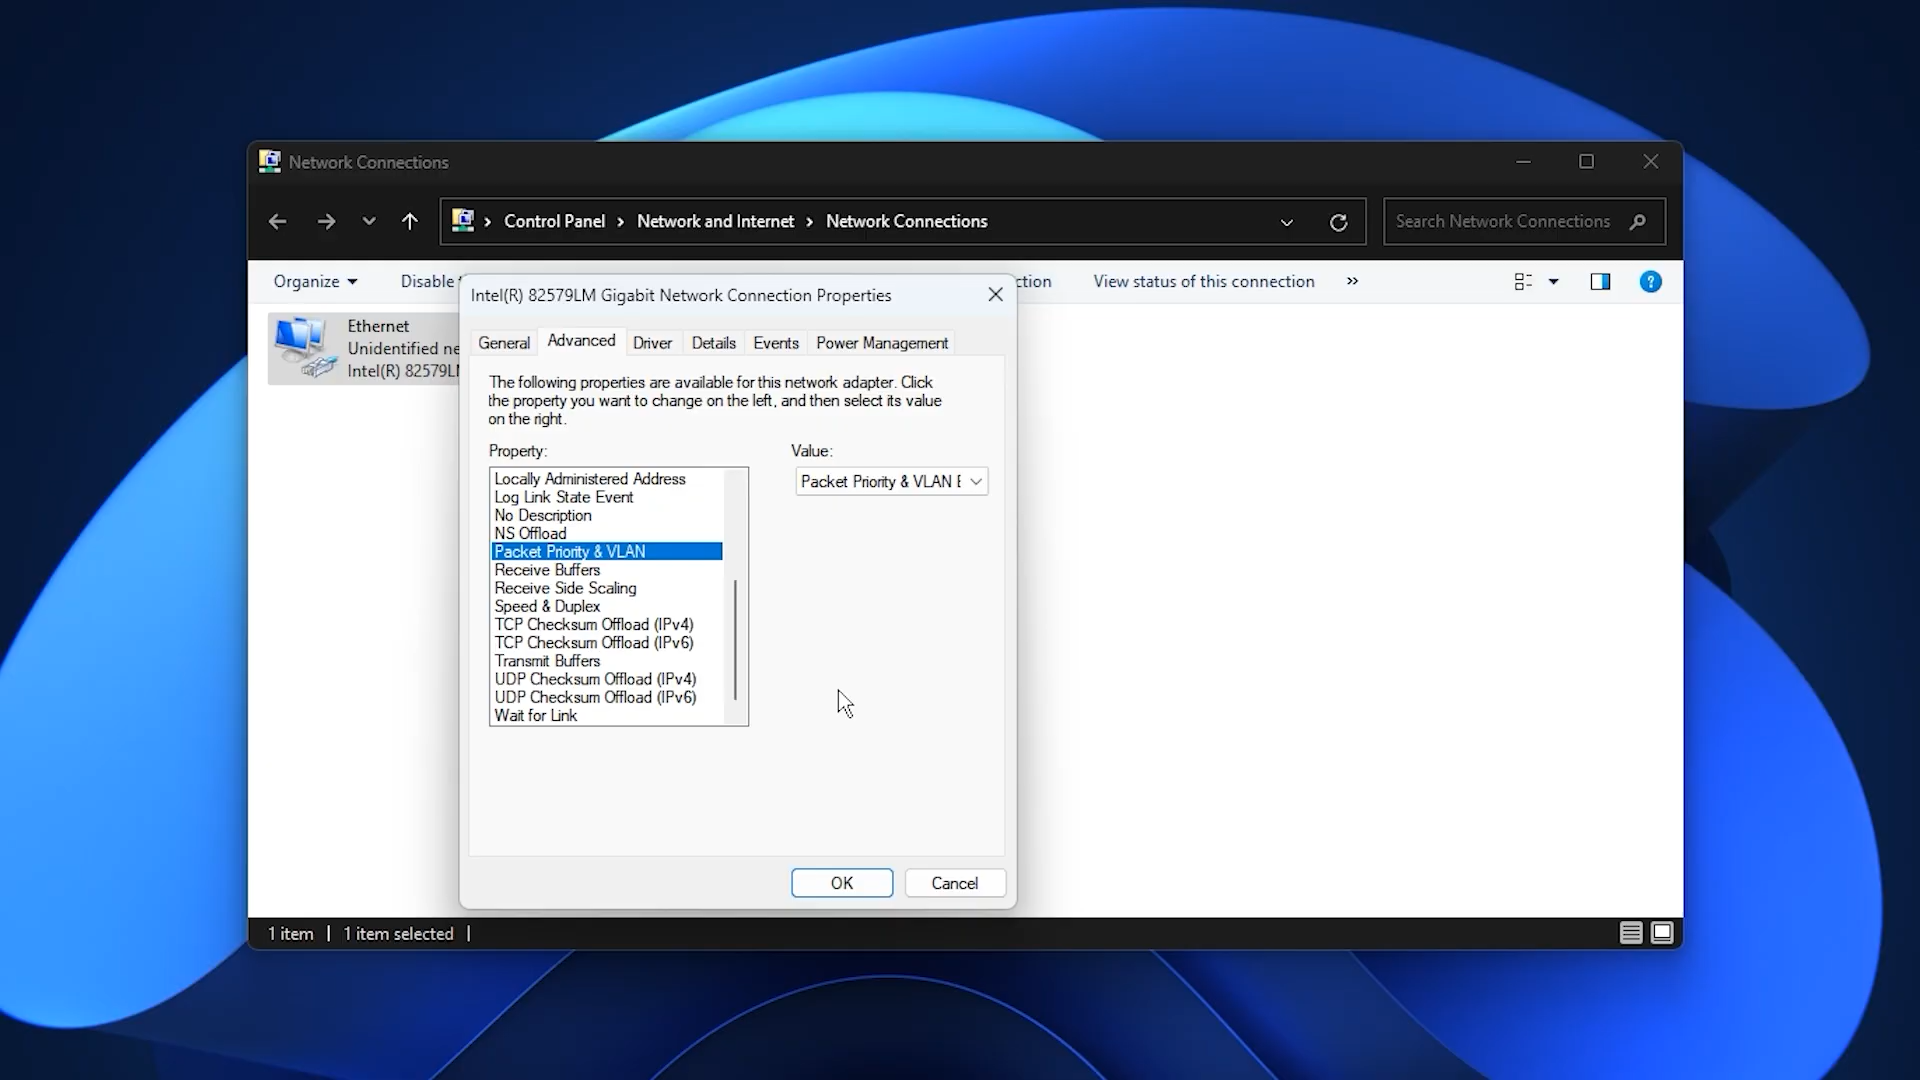 Network Connections
Control Panel > Network and Internet > Network Connections
Search Network Connections
Organize
Disable
ction
View status of this connection
»
Ethernet
Unidentified ne
Intel(R) 82579L
Intel(R) 82579LM Gigabit Network Connection Properties
General
Advanced
Driver
Details
Events
Power Management
The following properties are available for this network adapter. Click
the property you want to change on the left, and then select its value
on the right.
Property:
Value:
Locally Administered Address
Log Link State Event
No Description
NS Offload
Packet Priority & VLAN
Receive Buffers
Receive Side Scaling
Speed & Duplex
TCP Checksum Offload (IPv4)
TCP Checksum Offload (IPv6)
Transmit Buffers
UDP Checksum Offload (IPv4)
UDP Checksum Offload (IPv6)
Wait for Link
Packet Priority & VLAN E
OK
Cancel
1 item | 1 item selected |